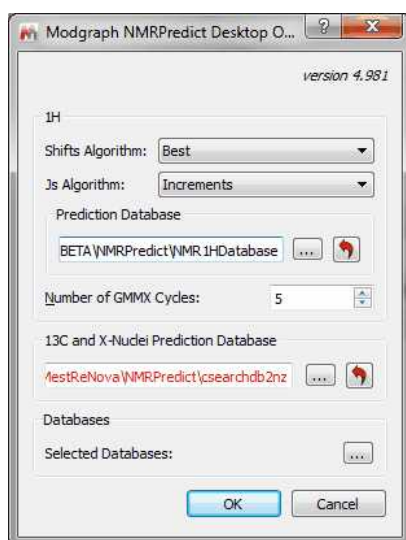 Modgraph NMRPredict Desktop O...
version 4.981
1H
Shifts Algorithm: Best
Js Algorithm: Increments
Prediction Database
BETA\NMRPredict\NMR1HDatabase ...
Number of GMMX Cycles: 5
13C and X-Nuclei Prediction Database
MestReNova\NMRPredict\csearchdb2nz ...
Databases
Selected Databases: ...
OK Cancel